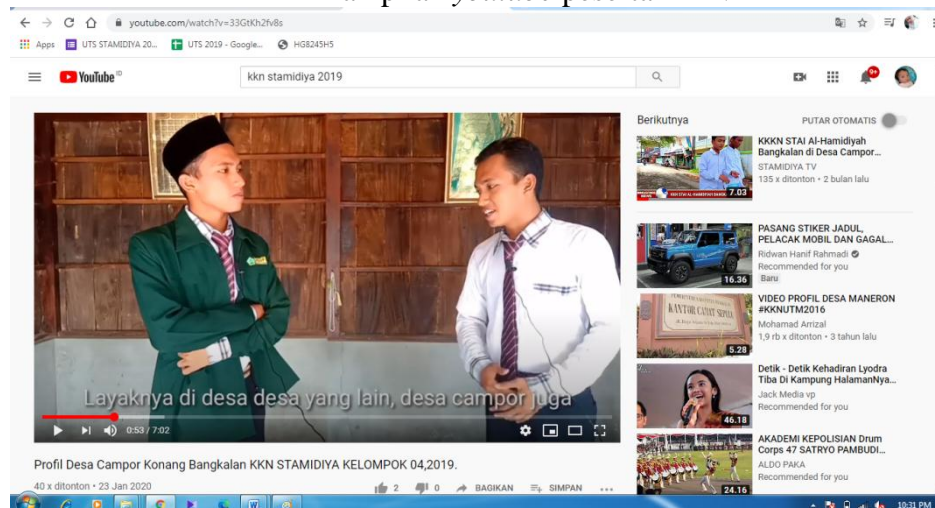 youtube.com/watch?v=33GtKh2fv8s
Apps UTS STAMIDIYA 20... UTS 2019 - Google... HG8245H5
YouTube ID kkn stamidiya 2019 9+
Berikutnya PUTAR OTOMATIS
KKKN STAI Al-Hamidiyah
Bangkalan di Desa Campor...
STAMIDIYA TV
135 x ditonton • 2 bulan lalu
7.03
PASANG STIKER JADUL,
PELACAK MOBIL DAN GAGAL...
Ridwan Hanif Rahmadi
Recommended for you
Baru
16.36
VIDEO PROFIL DESA MANERON
#KKNUTM2016
Mohamad Arrizal
1,9 rb x ditonton • 3 tahun lalu
5.28
Detik - Detik Kehadiran Lyodra
Tiba Di Kampung HalamanNya...
Jack Media vp
Recommended for you
46.18
AKADEMI KEPOLISIAN Drum
Corps 47 SATRYO PAMBUDI...
ALDO PAKA
Recommended for you
24.16
Layaknya di desa desa yang lain, desa campor juga
0:53 / 7:02
Profil Desa Campor Konang Bangkalan KKN STAMIDIYA KELOMPOK 04,2019.
40 x ditonton • 23 Jan 2020
2 0 BAGIKAN SIMPAN ...
10:31 PM